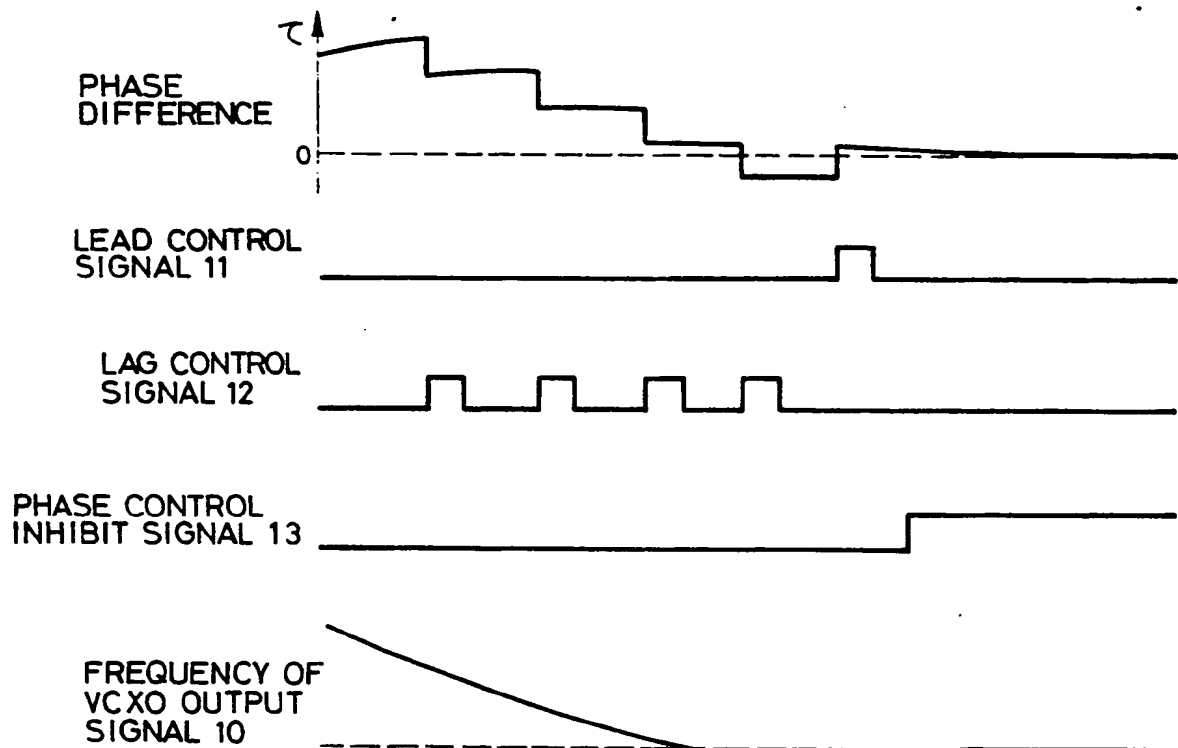 τ
PHASE
DIFFERENCE
0
LEAD CONTROL
SIGNAL 11
LAG CONTROL
SIGNAL 12
PHASE CONTROL
INHIBIT SIGNAL 13
FREQUENCY OF
VCXO OUTPUT
SIGNAL 10